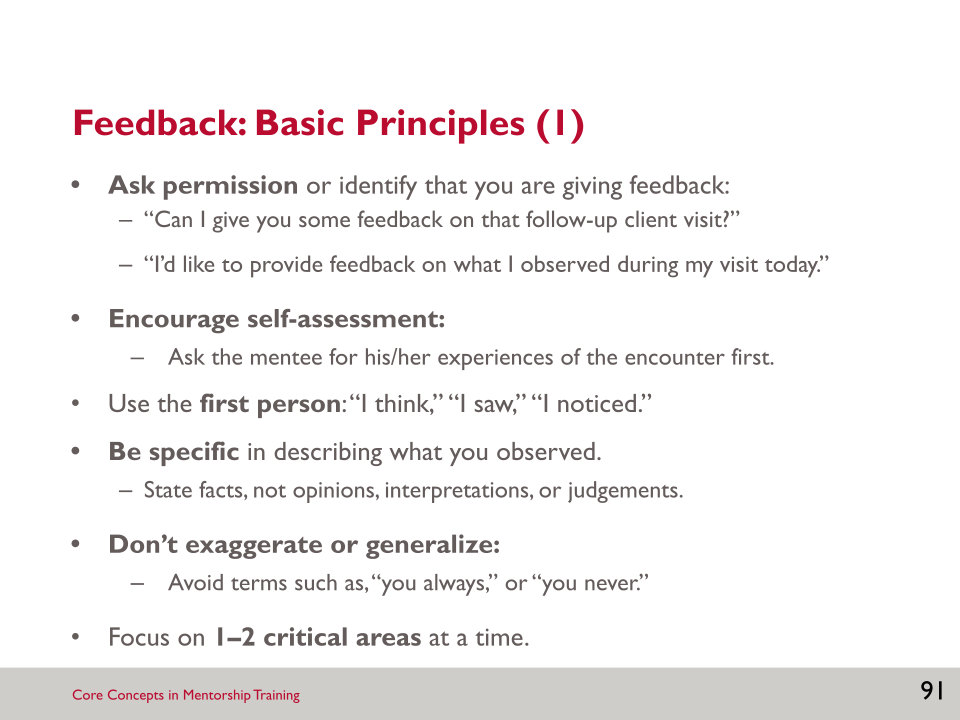 Feedback: Basic Principles (1)
• Ask permission or identify that you are giving feedback:
– “Can I give you some feedback on that follow-up client visit?”
– “I’d like to provide feedback on what I observed during my visit today.”
• Encourage self-assessment:
– Ask the mentee for his/her experiences of the encounter first.
• Use the first person: “I think,” “I saw,” “I noticed.”
• Be specific in describing what you observed.
– State facts, not opinions, interpretations, or judgements.
• Don’t exaggerate or generalize:
– Avoid terms such as, “you always,” or “you never.”
• Focus on 1–2 critical areas at a time.
Core Concepts in Mentorship Training
91